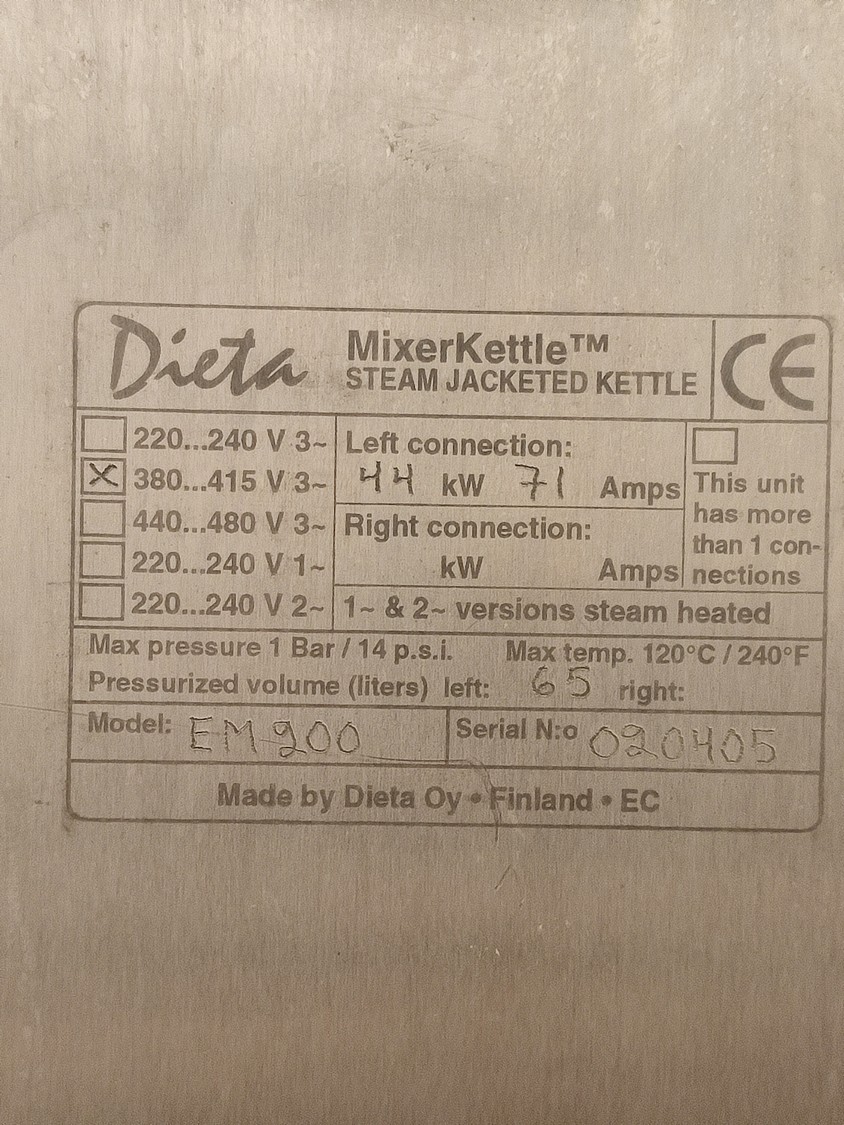 Dieta MixerKettle™ CE
STEAM JACKETED KETTLE
220...240 V 3~
380...415 V 3~
440...480 V 3~
220...240 V 1~
220...240 V 2~
Left connection:
44 kW 71 Amps
Right connection:
kW Amps
This unit
has more
than 1 con-
nections
1~ & 2~ versions steam heated
Max pressure 1 Bar / 14 p.s.i. Max temp. 120°C / 240°F
Pressurized volume (liters) left: 65 right:
Model: EM-200 Serial N:o 020405
Made by Dieta Oy • Finland • EC